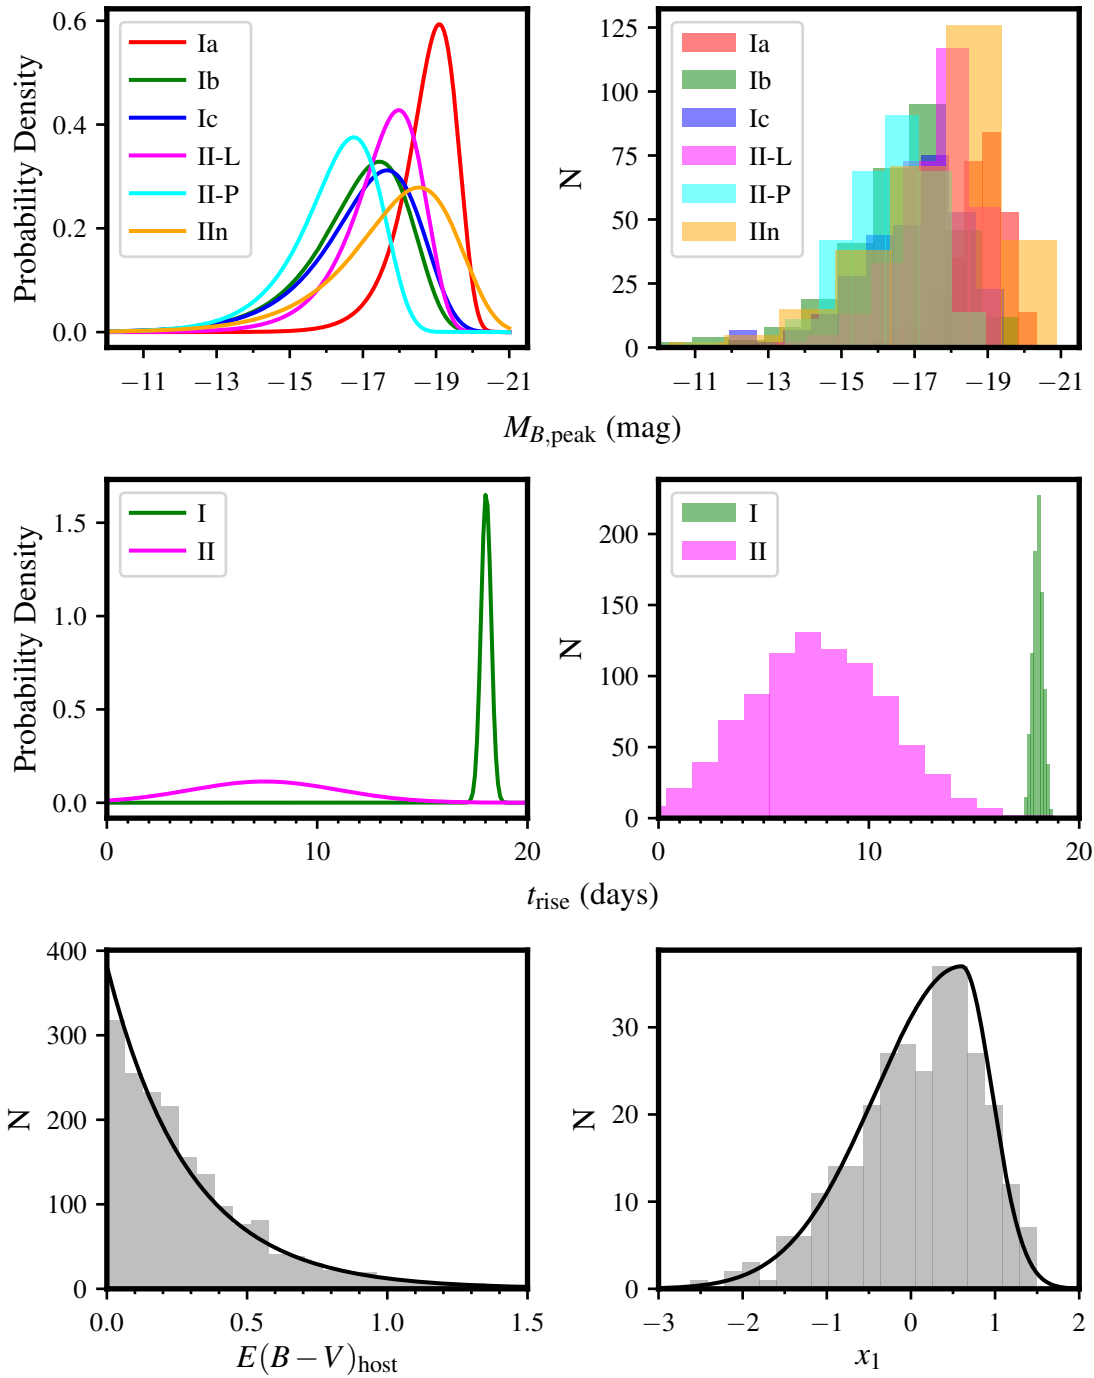 Probability Density
0.6
0.4
0.2
0.0
Ia
Ib
Ic
II-L
II-P
IIn
−11 −13 −15 −17 −19 −21
N
125
100
75
50
25
0
Ia
Ib
Ic
II-L
II-P
IIn
−11 −13 −15 −17 −19 −21
M_{B,peak} (mag)
Probability Density
1.5
1.0
0.5
0.0
I
II
0 10 20
N
200
150
100
50
0
I
II
0 10 20
t_{rise} (days)
N
400
300
200
100
0
0.0 0.5 1.0 1.5
E(B−V)_{host}
N
30
20
10
0
−3 −2 −1 0 1 2
x_1